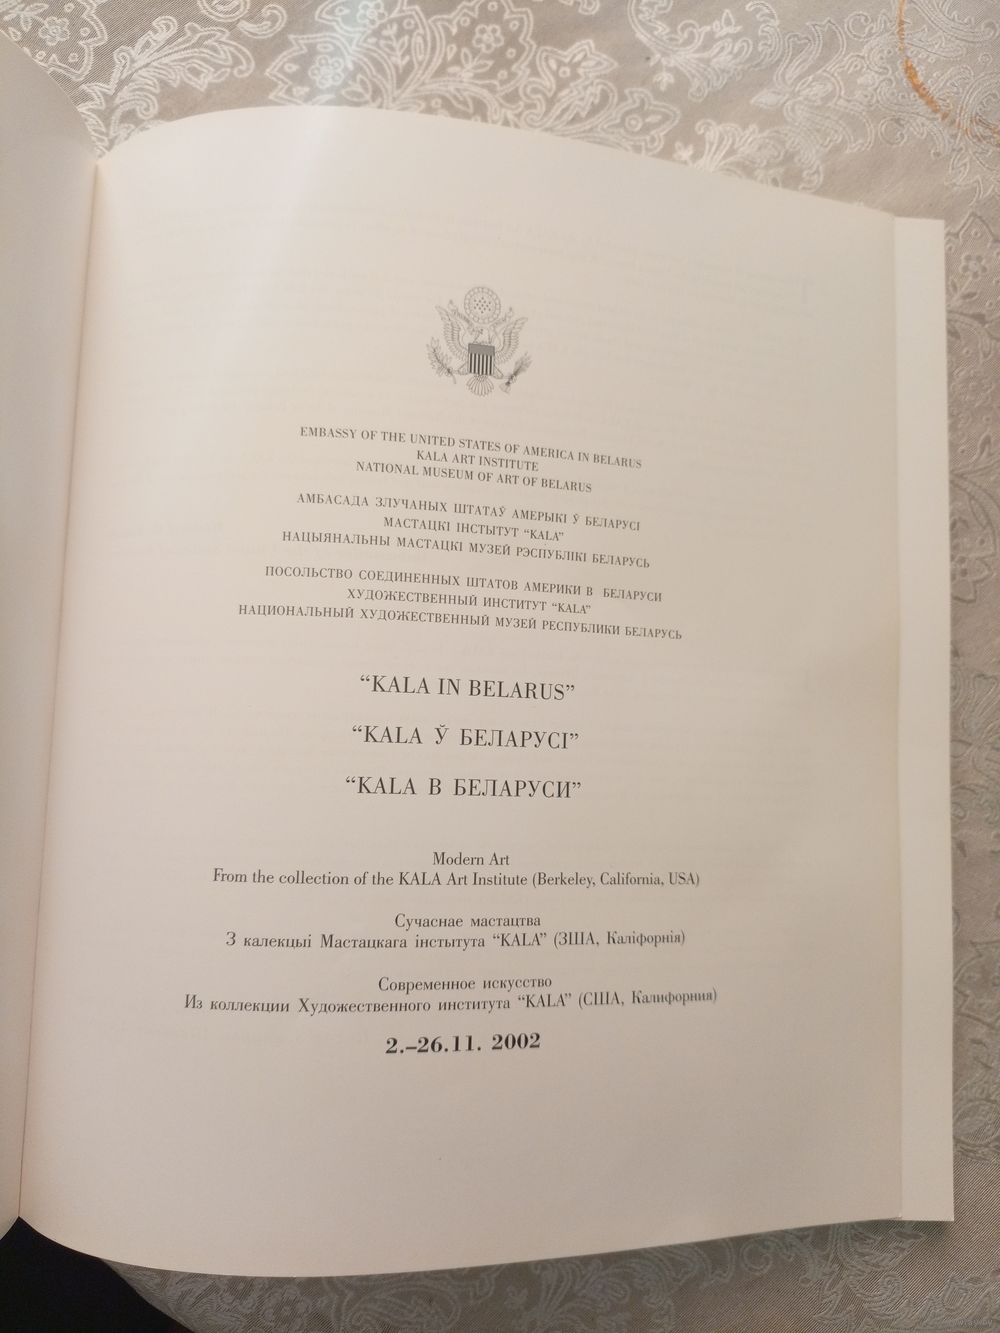 EMBASSY OF THE UNITED STATES OF AMERICA IN BELARUS
KALA ART INSTITUTE
NATIONAL MUSEUM OF ART OF BELARUS
АМБАСАДА ЗЛУЧАНЫХ ШТАТАЎ АМЕРЫКІ Ў БЕЛАРУСІ
МАСТАЦКІ ІНСТЫТУТ “KALA”
НАЦЫЯНАЛЬНЫ МАСТАЦКІ МУЗЕЙ РЭСПУБЛІКІ БЕЛАРУСЬ
ПОСОЛЬСТВО СОЕДИНЕННЫХ ШТАТОВ АМЕРИКИ В БЕЛАРУСИ
ХУДОЖЕСТВЕННЫЙ ИНСТИТУТ “KALA”
НАЦИОНАЛЬНЫЙ ХУДОЖЕСТВЕННЫЙ МУЗЕЙ РЕСПУБЛИКИ БЕЛАРУСЬ
“KALA IN BELARUS”
“KALA Ў БЕЛАРУСІ”
“KALA В БЕЛАРУСИ”
Modern Art
From the collection of the KALA Art Institute (Berkeley, California, USA)
Сучаснае мастацтва
З калекцыі Мастацкага інстытута “KALA” (ЗША, Каліфорнія)
Современное искусство
Из коллекции Художественного института “KALA” (США, Калифорния)
2.–26.11. 2002